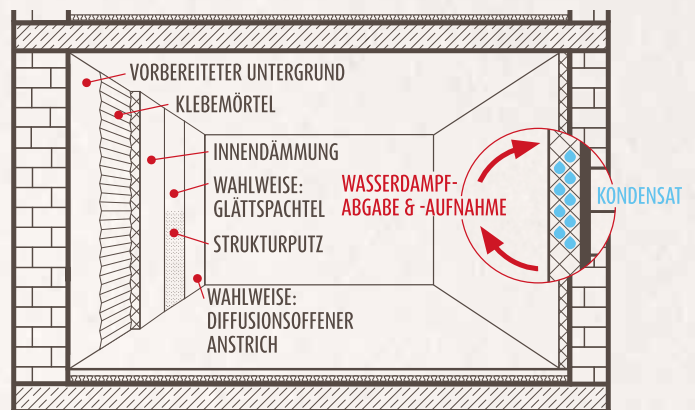 VORBEREITETER UNTERGRUND
KLEBEMÖRTEL
INNENDÄMMUNG
WAHLWEISE:
GLÄTTSPACHTEL
STRUKTURPUTZ
WAHLWEISE:
DIFFUSIONSOFFENER
ANSTRICH
WASSERDAMPF-
ABGABE & -AUFNAHME
KONDENSAT